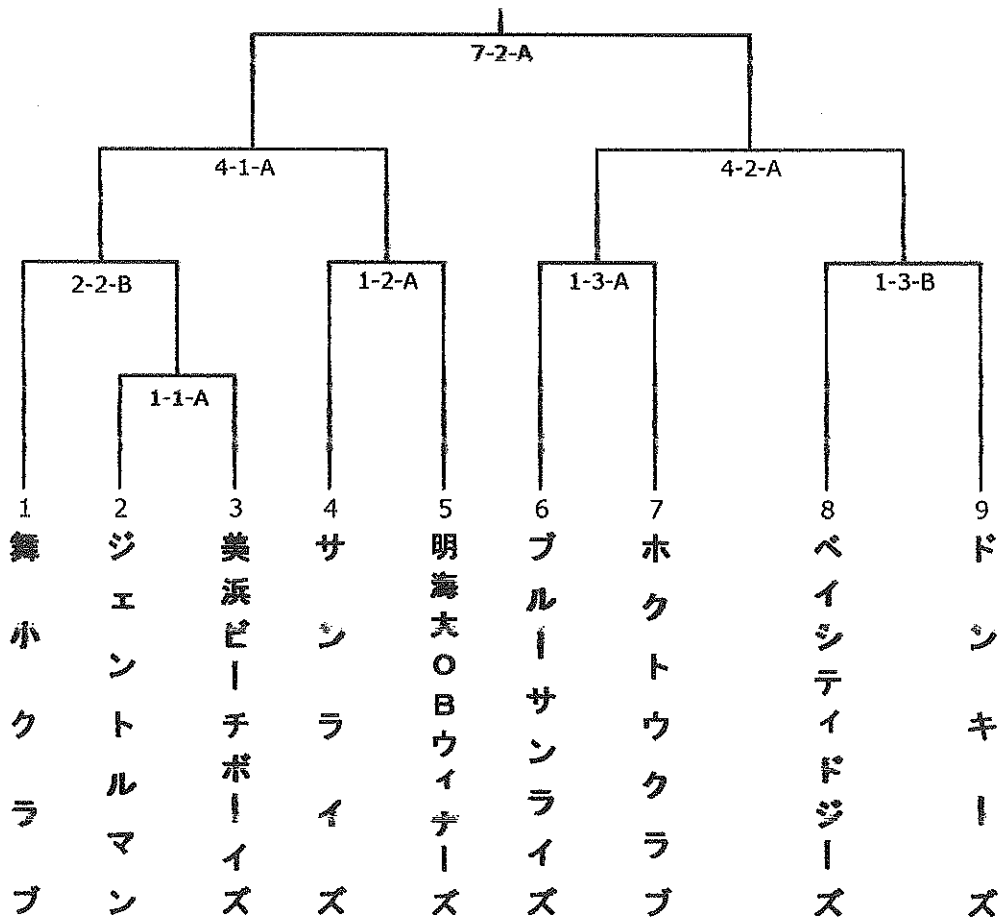 7-2-A
4-1-A
4-2-A
2-2-B
1-2-A
1-3-A
1-3-B
1-1-A
1
2
3
4
5
6
7
8
9
舞小クラブ
ジェントルマン
美浜ビーチボーイズ
サンライズ
明海大OBウィナーズ
ブルーサンライズ
ホクトウクラブ
ベイシティドジーズ
ドンキーズ